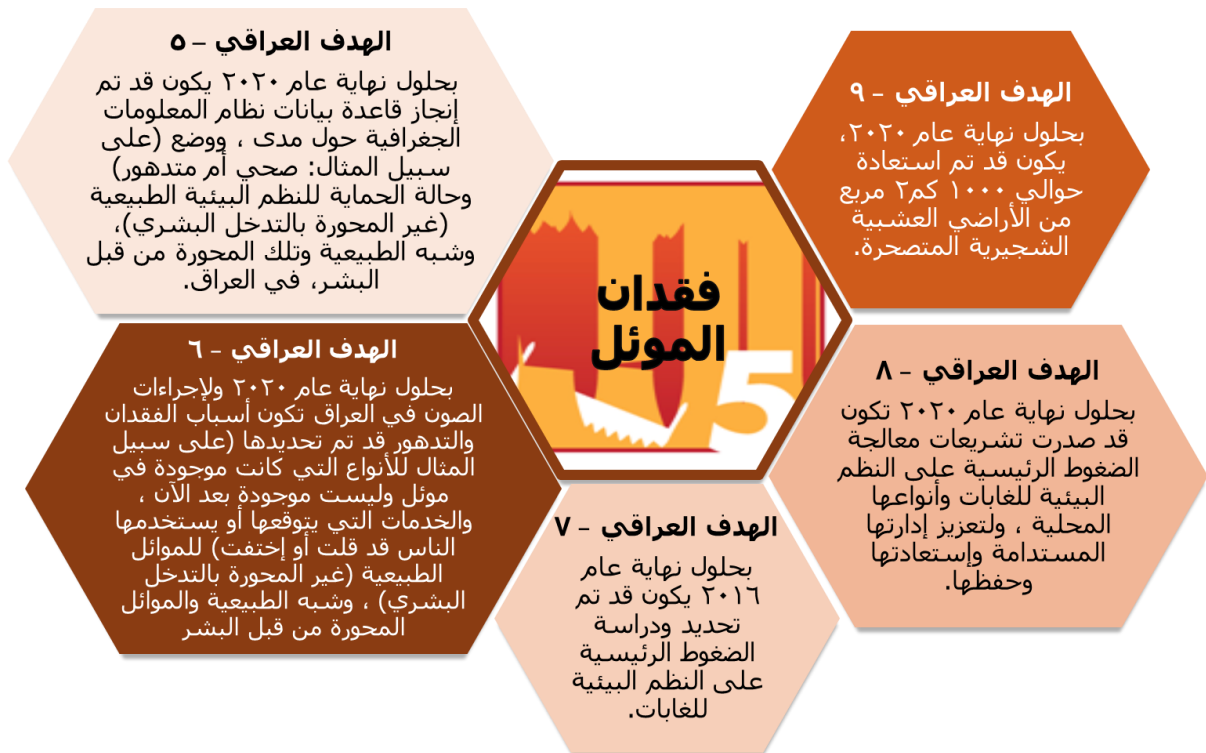 الهدف العراقي – ٥
بحلول نهاية عام ٢٠٢٠ يكون قد تم
إنجاز قاعدة بيانات نظام المعلومات
الجغرافية حول مدى ، ووضع (على
سبيل المثال: صحي أم متدهور)
وحالة الحماية للنظم البيئية الطبيعية
(غير المحورة بالتدخل البشري)،
وشبه الطبيعية وتلك المحورة من قبل
البشر، في العراق.
الهدف العراقي – ٦
بحلول نهاية عام ٢٠٢٠ ولإجراءات
الصون في العراق تكون أسباب الفقدان
والتدهور قد تم تحديدها (على سبيل
المثال للأنواع التي كانت موجودة في
موئل وليست موجودة بعد الآن ،
والخدمات التي يتوقعها أو يستخدمها
الناس قد قلت أو إختفت) للموائل
الطبيعية (غير المحورة بالتدخل
البشري) ، وشبه الطبيعية والموائل
المحورة من قبل البشر
الهدف العراقي – ٧
بحلول نهاية عام
٢٠١٦ يكون قد تم
تحديد ودراسة
الضغوط الرئيسية
على النظم البيئية
للغابات.
الهدف العراقي – ٨
بحلول نهاية عام ٢٠٢٠ تكون
قد صدرت تشريعات معالجة
الضغوط الرئيسية على النظم
البيئية للغابات وأنواعها
المحلية ، ولتعزيز إدارتها
المستدامة وإستعادتها
وحفظها.
الهدف العراقي – ٩
بحلول نهاية عام ٢٠٢٠،
يكون قد تم استعادة
حوالي ١٠٠٠ كم٢ مربع
من الأراضي العشبية
الشجيرية المتصحرة.
فقدان
الموئل
5